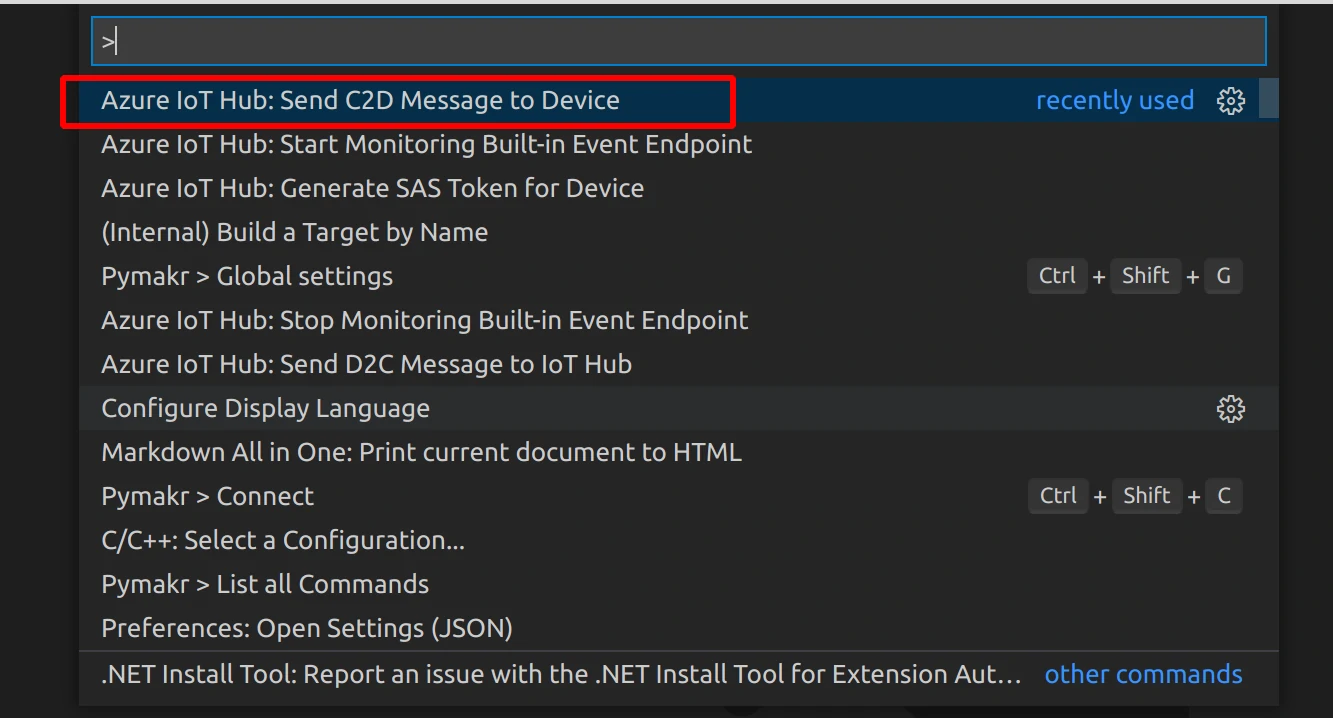 >
Azure IoT Hub: Send C2D Message to Device recently used
Azure IoT Hub: Start Monitoring Built-in Event Endpoint
Azure IoT Hub: Generate SAS Token for Device
(Internal) Build a Target by Name
Pymakr > Global settings Ctrl + Shift + G
Azure IoT Hub: Stop Monitoring Built-in Event Endpoint
Azure IoT Hub: Send D2C Message to IoT Hub
Configure Display Language
Markdown All in One: Print current document to HTML
Pymakr > Connect Ctrl + Shift + C
C/C++: Select a Configuration...
Pymakr > List all Commands
Preferences: Open Settings (JSON)
.NET Install Tool: Report an issue with the .NET Install Tool for Extension Aut... other commands